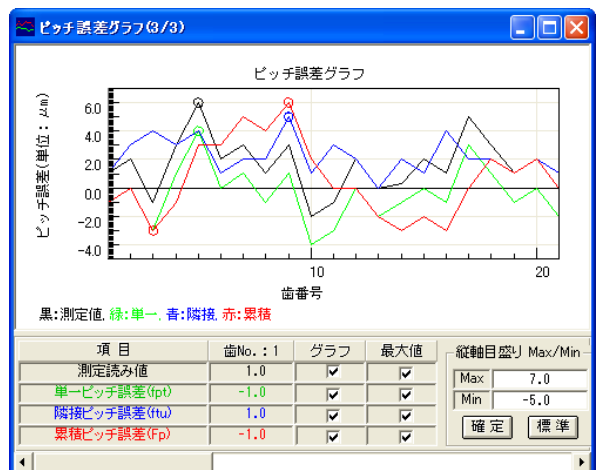 ピッチ誤差グラフ(3/3)
ピッチ誤差グラフ
ピッチ誤差(単位：μm)
6.0
4.0
2.0
0.0
-2.0
-4.0
10
20
歯番号
黒:測定値, 緑:単一, 青:隣接, 赤:累積
項 目 歯No.：1 グラフ 最大値
測定読み値 1.0
単一ピッチ誤差(fpt) -1.0
隣接ピッチ誤差(ftu) 1.0
累積ピッチ誤差(Fp) -1.0
縦軸目盛り Max/Min
Max 7.0
Min -5.0
確 定 標 準